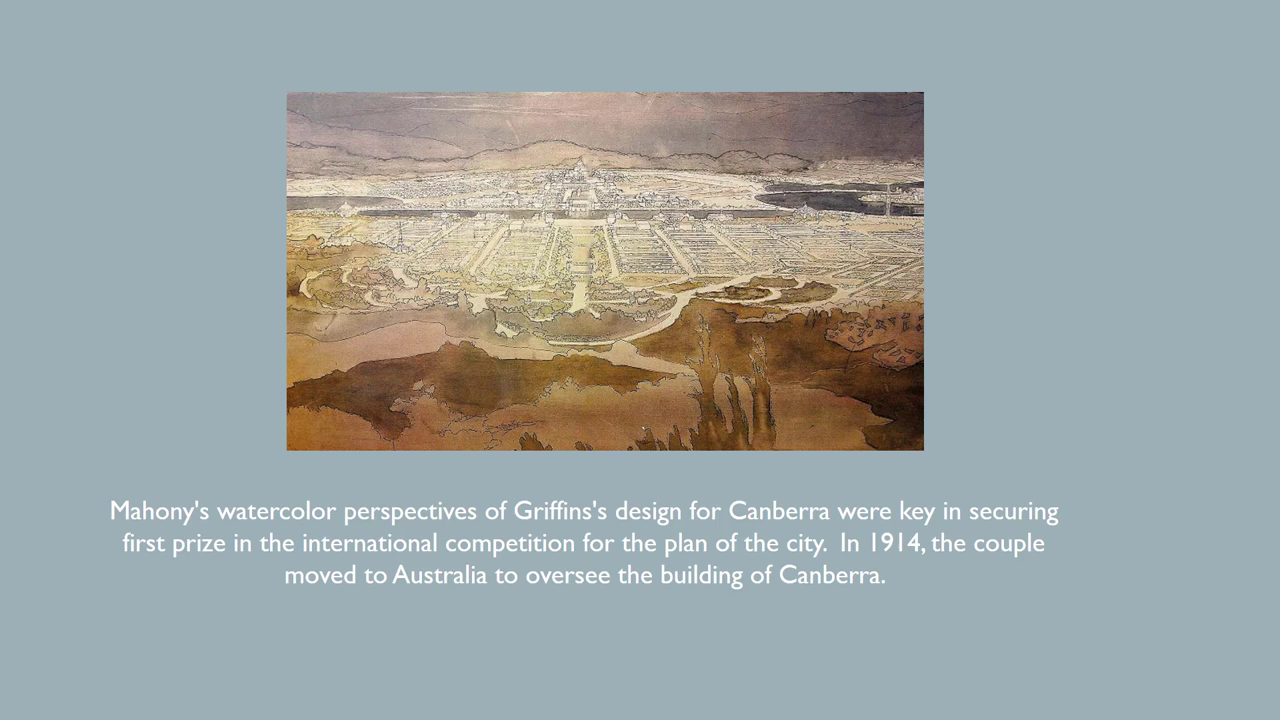 Mahony's watercolor perspectives of Griffins's design for Canberra were key in securing
first prize in the international competition for the plan of the city.  In 1914, the couple
moved to Australia to oversee the building of Canberra.